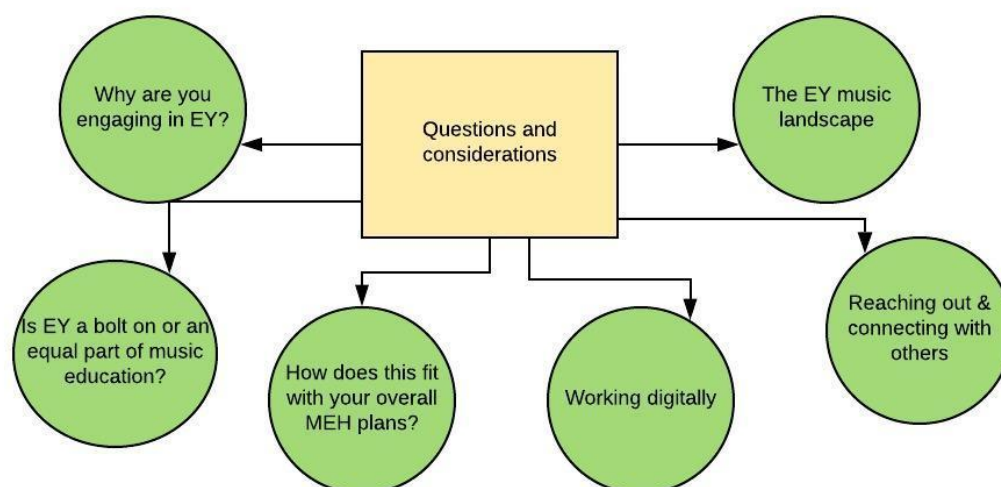 Why are you
engaging in EY?
Questions and
considerations
The EY music
landscape
Is EY a bolt on or an
equal part of music
education?
How does this fit
with your overall
MEH plans?
Working digitally
Reaching out &
connecting with
others